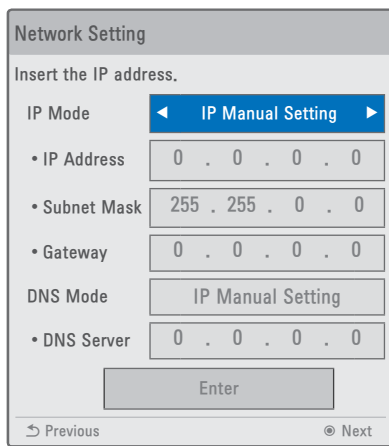 Network Setting
Insert the IP address.
IP Mode ◀ IP Manual Setting ▶
• IP Address 0 . 0 . 0 . 0
• Subnet Mask 255 . 255 . 0 . 0
• Gateway 0 . 0 . 0 . 0
DNS Mode IP Manual Setting
• DNS Server 0 . 0 . 0 . 0
Enter
Previous Next